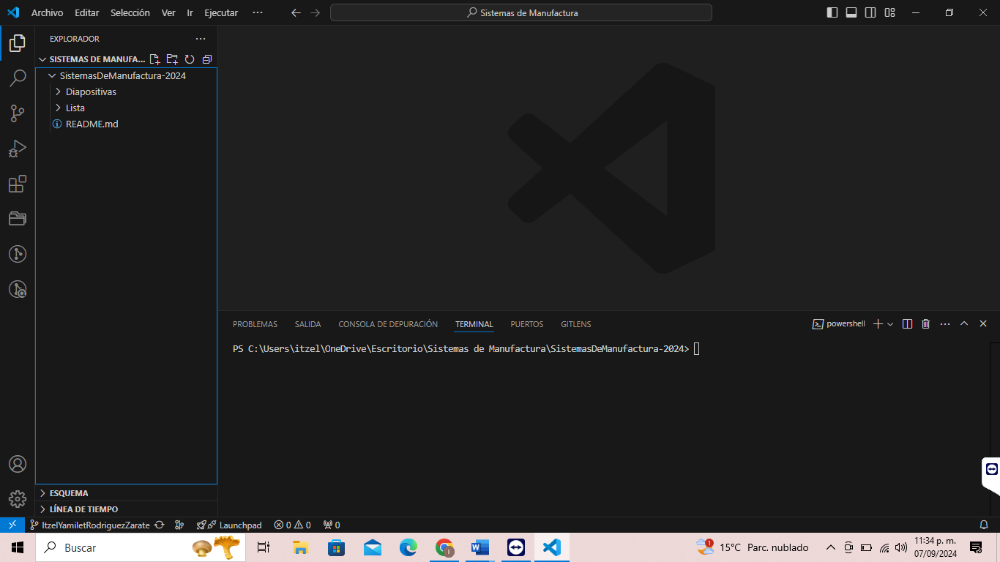 Archivo Editar Selección Ver Ir Ejecutar ··· Sistemas de Manufactura
EXPLORADOR ···
SISTEMAS DE MANUFA...
SistemasDeManufactura-2024
Diapositivas
Lista
README.md
PROBLEMAS SALIDA CONSOLA DE DEPURACIÓN TERMINAL PUERTOS GITLENS powershell ···
PS C:\Users\itzel\OneDrive\Escritorio\Sistemas de Manufactura\SistemasDeManufactura-2024>
ESQUEMA
LÍNEA DE TIEMPO
ItzelYamiletRodriguezZarate Launchpad 0 0 0
Buscar 1 15°C Parc. nublado 11:34 p. m.
07/09/2024